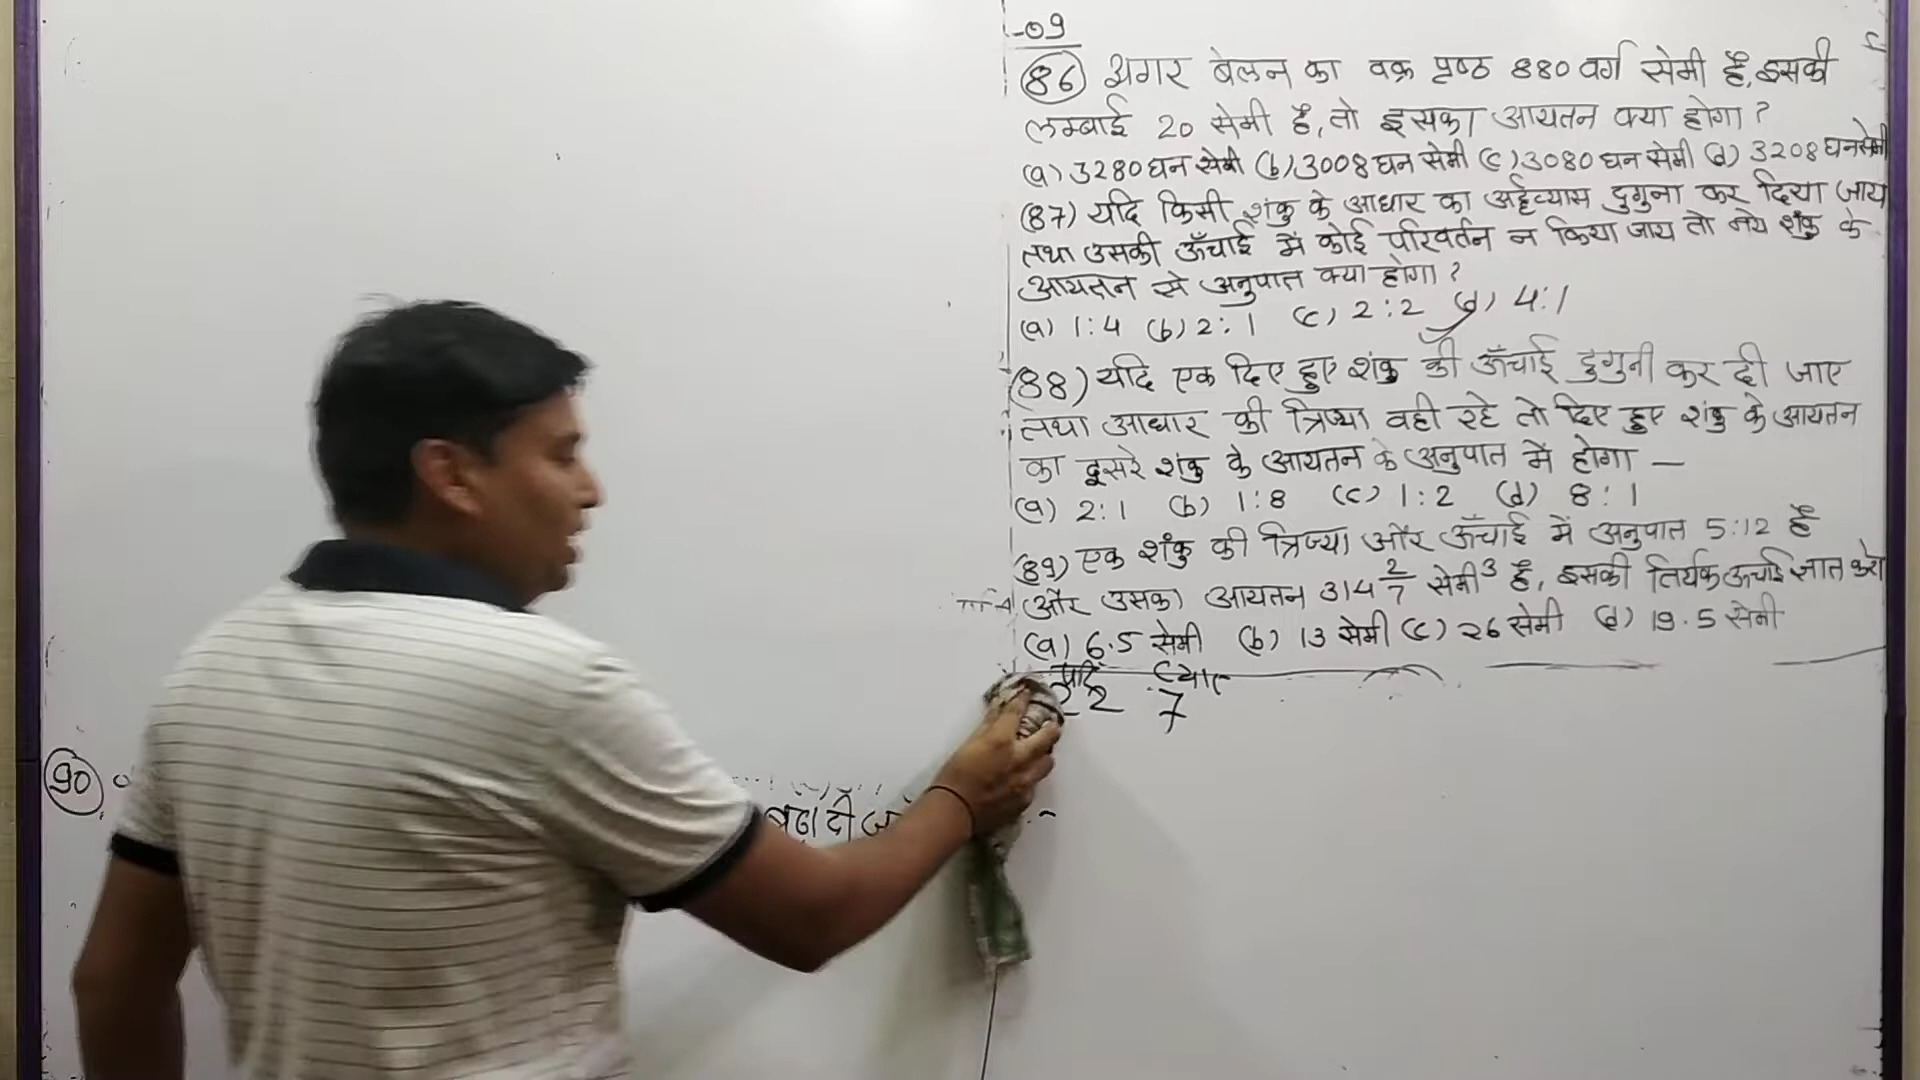 -09
(86) अगर बेलन का वक्र पृष्ठ 880 वर्ग सेमी है, इसकी
लम्बाई 20 सेमी है, तो इसका आयतन क्या होगा ?
(a) 3280 घन सेमी (b) 3008 घन सेमी (c) 3080 घन सेमी (d) 3208 घन सेमी
(87) यदि किसी शंकु के आधार का अर्द्धव्यास दुगुना कर दिया जाय
तथा उसकी ऊँचाई में कोई परिवर्तन न किया जाय तो नये शंकु के
आयतन से अनुपात क्या होगा ?
(a) 1:4 (b) 2:1 (c) 2:2 (d) 4:1
(88) यदि एक दिए हुए शंकु की ऊँचाई दुगुनी कर दी जाए
तथा आधार की त्रिज्या वही रहे तो दिए हुए शंकु के आयतन
का दूसरे शंकु के आयतन के अनुपात में होगा —
(a) 2:1 (b) 1:8 (c) 1:2 (d) 8:1
(89) एक शंकु की त्रिज्या और ऊँचाई में अनुपात 5:12 है
और उसका आयतन 314 2/7 सेमी³ है, इसकी तिर्यक ऊचाई ज्ञात करो
(a) 6.5 सेमी (b) 13 सेमी (c) 26 सेमी (d) 19.5 सेमी
22 7
(90)
बढ़ा दी